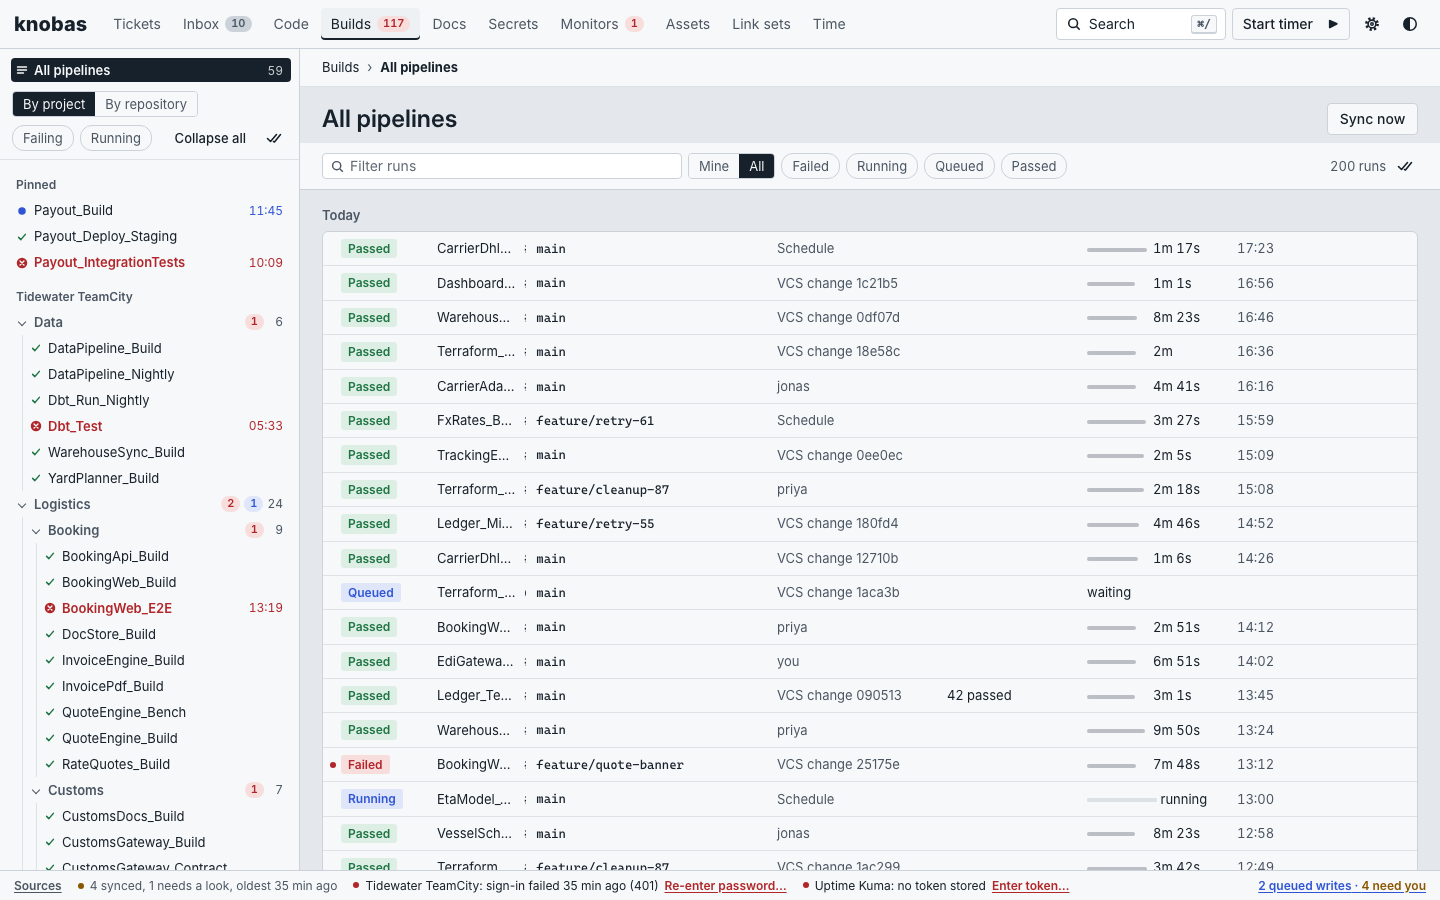 knobas Tickets Inbox 10 Code Builds 117 Docs Secrets Monitors 1 Assets Link sets Time Search ⌘/ Start timer
All pipelines 59
By project By repository
Failing Running Collapse all
Pinned
Payout_Build 11:45
Payout_Deploy_Staging
Payout_IntegrationTests 10:09
Tidewater TeamCity
Data 1 6
DataPipeline_Build
DataPipeline_Nightly
Dbt_Run_Nightly
Dbt_Test 05:33
WarehouseSync_Build
YardPlanner_Build
Logistics 2 1 24
Booking 1 9
BookingApi_Build
BookingWeb_Build
BookingWeb_E2E 13:19
DocStore_Build
InvoiceEngine_Build
InvoicePdf_Build
QuoteEngine_Bench
QuoteEngine_Build
RateQuotes_Build
Customs 1 7
CustomsDocs_Build
CustomsGateway_Build
CustomsGateway_Contract
Builds › All pipelines
All pipelines Sync now
Filter runs Mine All Failed Running Queued Passed 200 runs
Today
Passed CarrierDhl... main Schedule 1m 17s 17:23
Passed Dashboard... main VCS change 1c21b5 1m 1s 16:56
Passed Warehous... main VCS change 0df07d 8m 23s 16:46
Passed Terraform_... main VCS change 18e58c 2m 16:36
Passed CarrierAda... main jonas 4m 41s 16:16
Passed FxRates_B... feature/retry-61 Schedule 3m 27s 15:59
Passed TrackingE... main VCS change 0ee0ec 2m 5s 15:09
Passed Terraform_... feature/cleanup-87 priya 2m 18s 15:08
Passed Ledger_Mi... feature/retry-55 VCS change 180fd4 4m 46s 14:52
Passed CarrierDhl... main VCS change 12710b 1m 6s 14:26
Queued Terraform_... main VCS change 1aca3b waiting
Passed BookingW... main priya 2m 51s 14:12
Passed EdiGatewa... main you 6m 51s 14:02
Passed Ledger_Te... main VCS change 090513 42 passed 3m 1s 13:45
Passed Warehous... main priya 9m 50s 13:24
Failed BookingW... feature/quote-banner VCS change 25175e 7m 48s 13:12
Running EtaModel_... main Schedule running 13:00
Passed VesselSch... main jonas 8m 23s 12:58
Passed Terraform_... feature/cleanup-87 VCS change 1ac299 3m 42s 12:49
Sources 4 synced, 1 needs a look, oldest 35 min ago Tidewater TeamCity: sign-in failed 35 min ago (401) Re-enter password... Uptime Kuma: no token stored Enter token... 2 queued writes · 4 need you